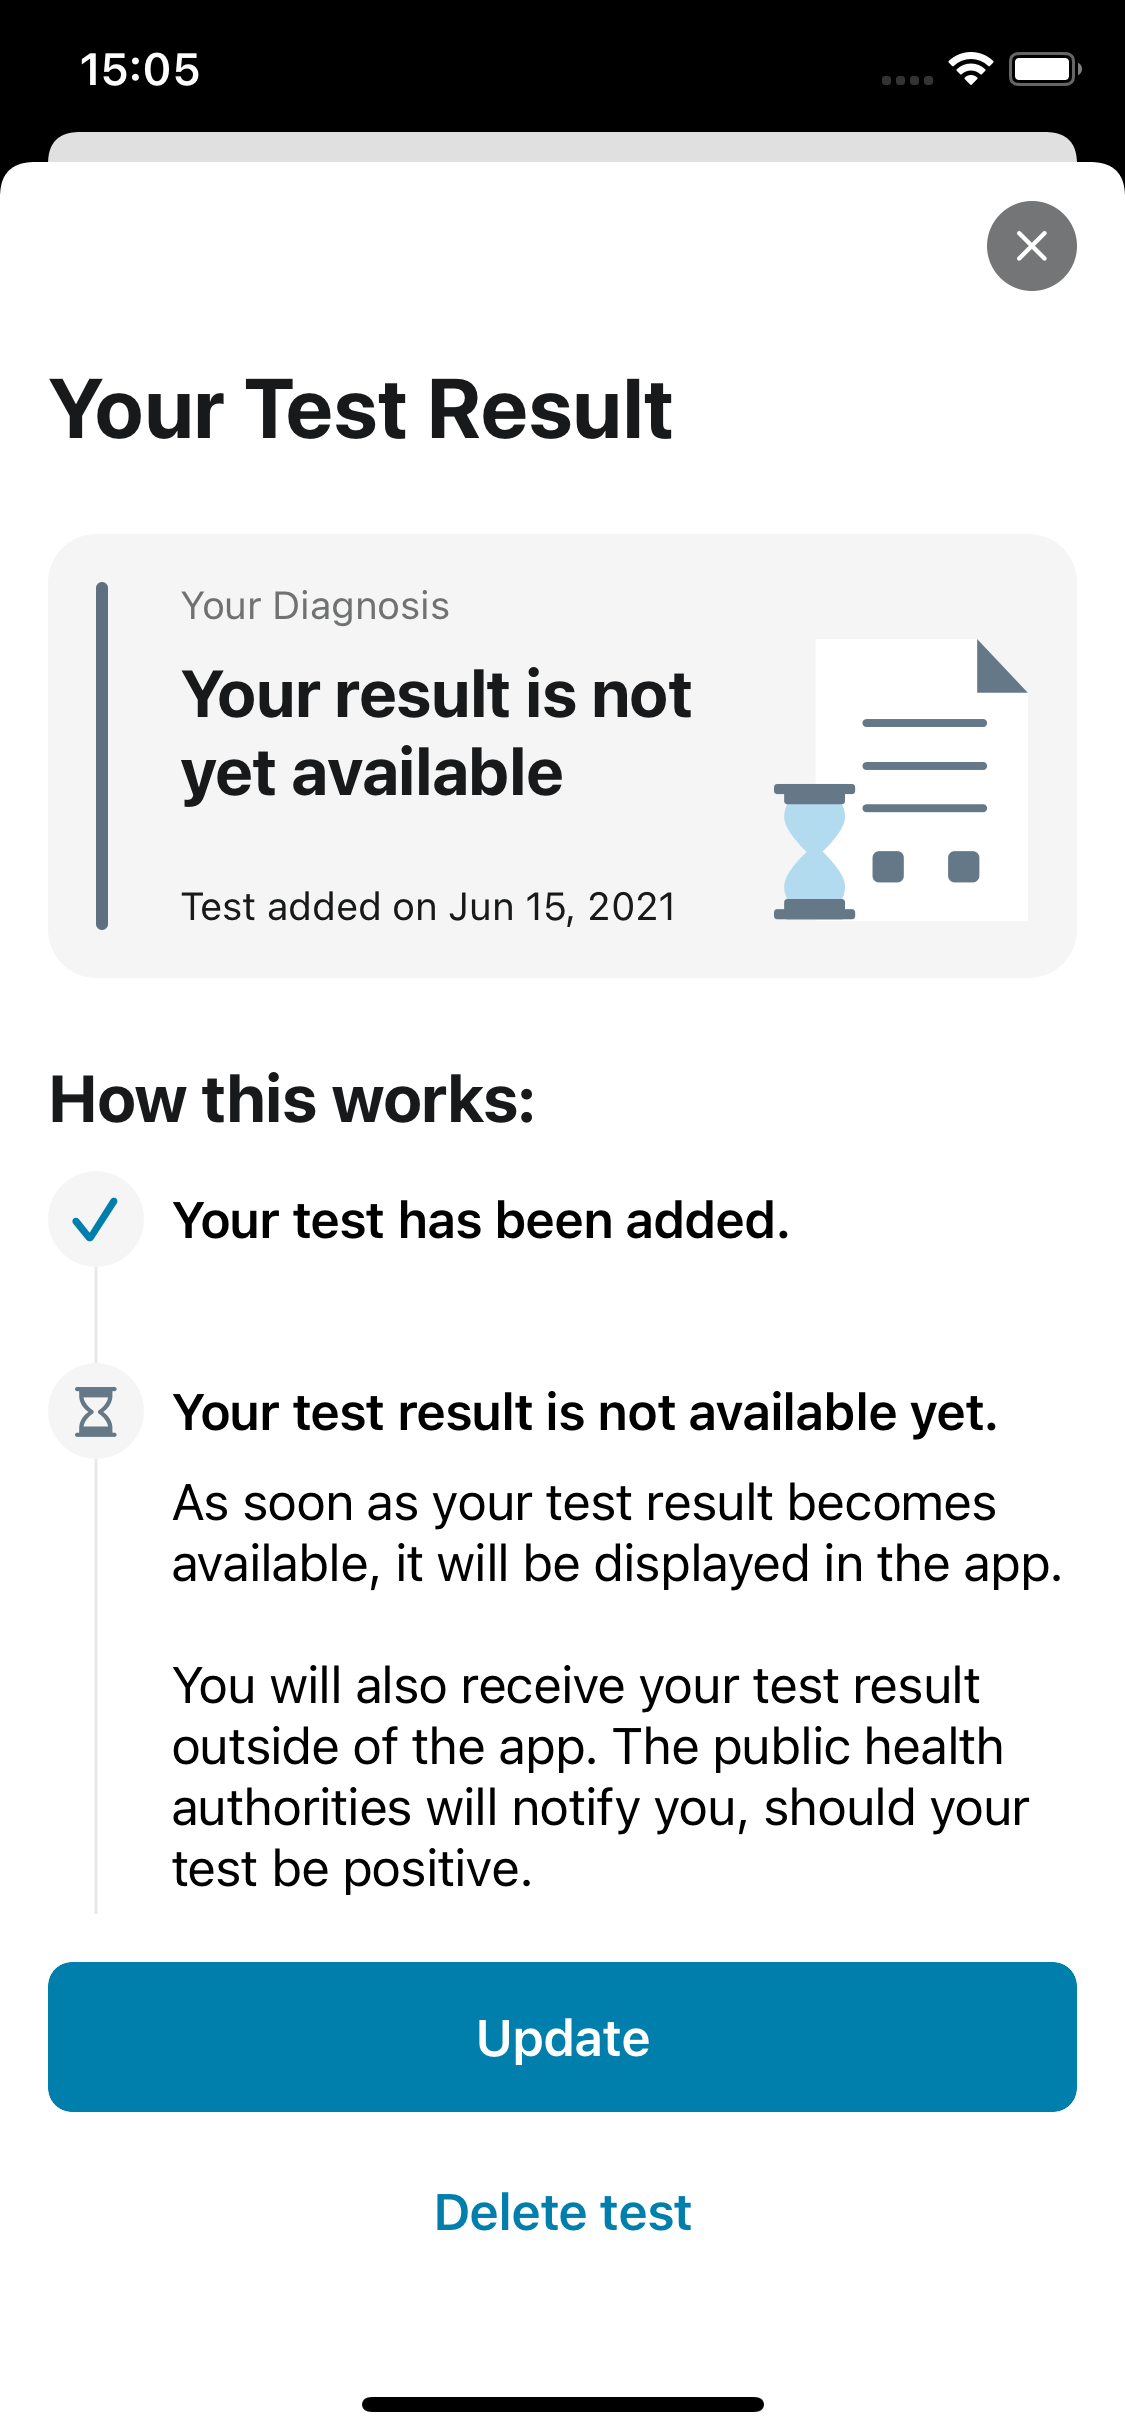 15:05
Your Test Result
Your Diagnosis
Your result is not
yet available
Test added on Jun 15, 2021
How this works:
Your test has been added.
Your test result is not available yet.
As soon as your test result becomes
available, it will be displayed in the app.
You will also receive your test result
outside of the app. The public health
authorities will notify you, should your
test be positive.
Update
Delete test